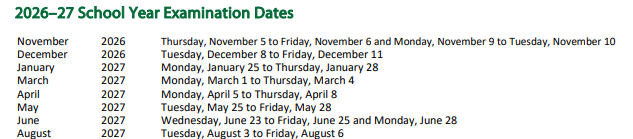 2026–27 School Year Examination Dates
November 2026 Thursday, November 5 to Friday, November 6 and Monday, November 9 to Tuesday, November 10
December 2026 Tuesday, December 8 to Friday, December 11
January 2027 Monday, January 25 to Thursday, January 28
March 2027 Monday, March 1 to Thursday, March 4
April 2027 Monday, April 5 to Thursday, April 8
May 2027 Tuesday, May 25 to Friday, May 28
June 2027 Wednesday, June 23 to Friday, June 25 and Monday, June 28
August 2027 Tuesday, August 3 to Friday, August 6